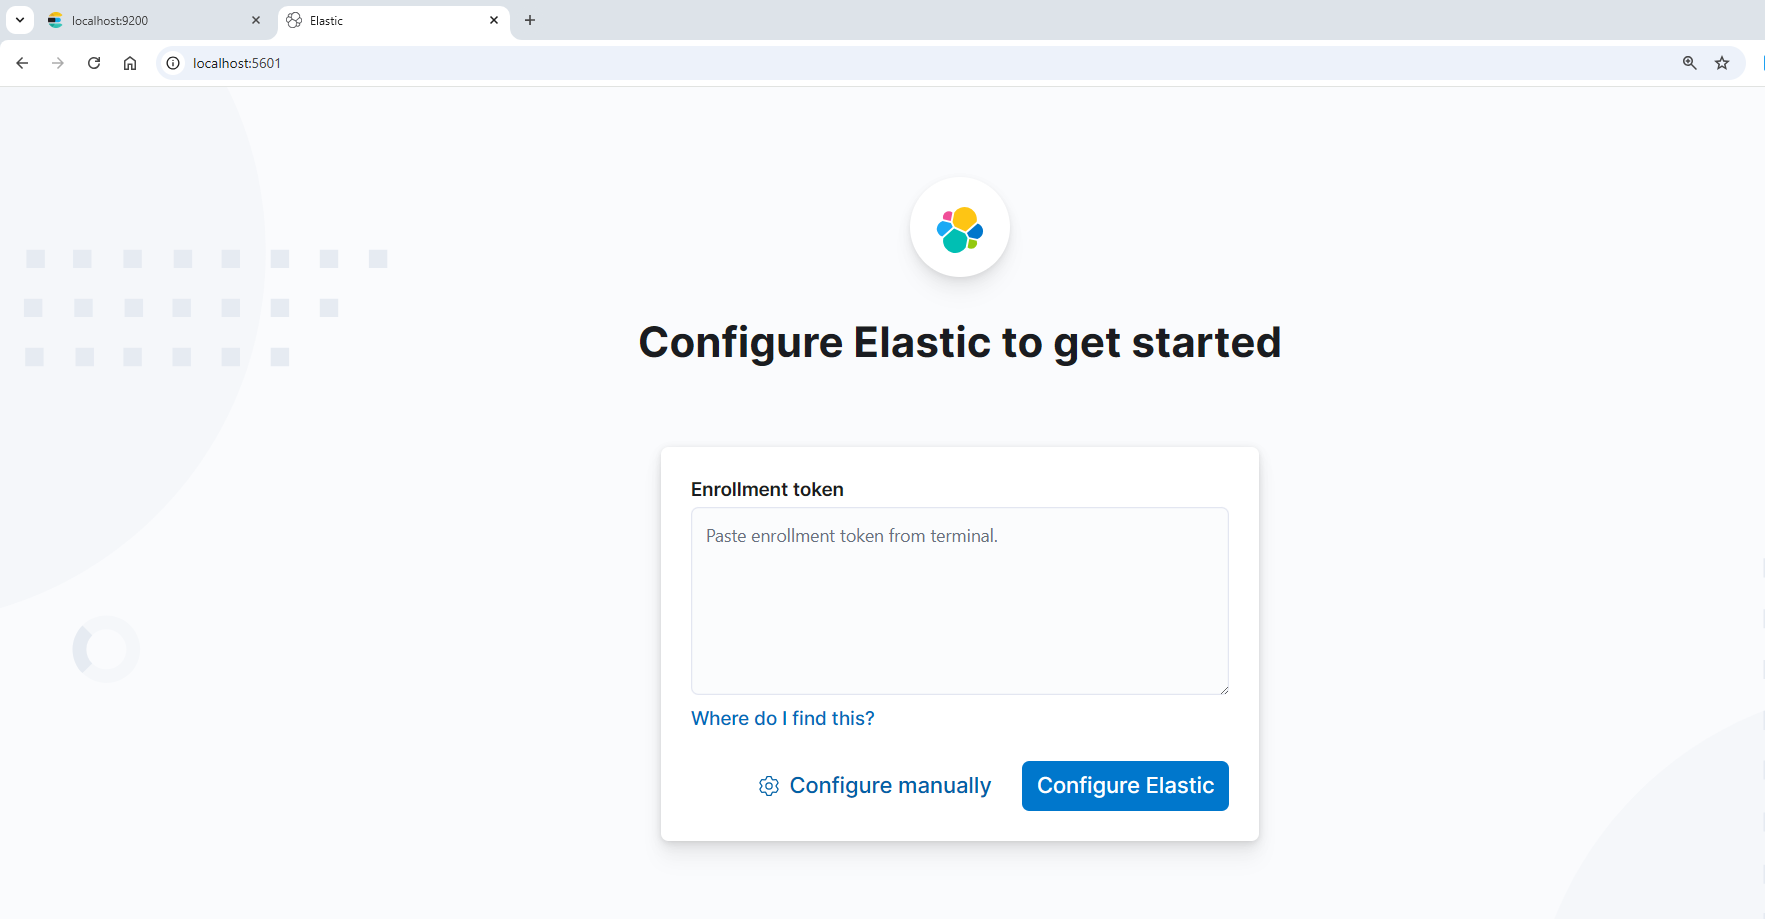 localhost:9200
Elastic
localhost:5601
Configure Elastic to get started
Enrollment token
Paste enrollment token from terminal.
Where do I find this?
Configure manually
Configure Elastic